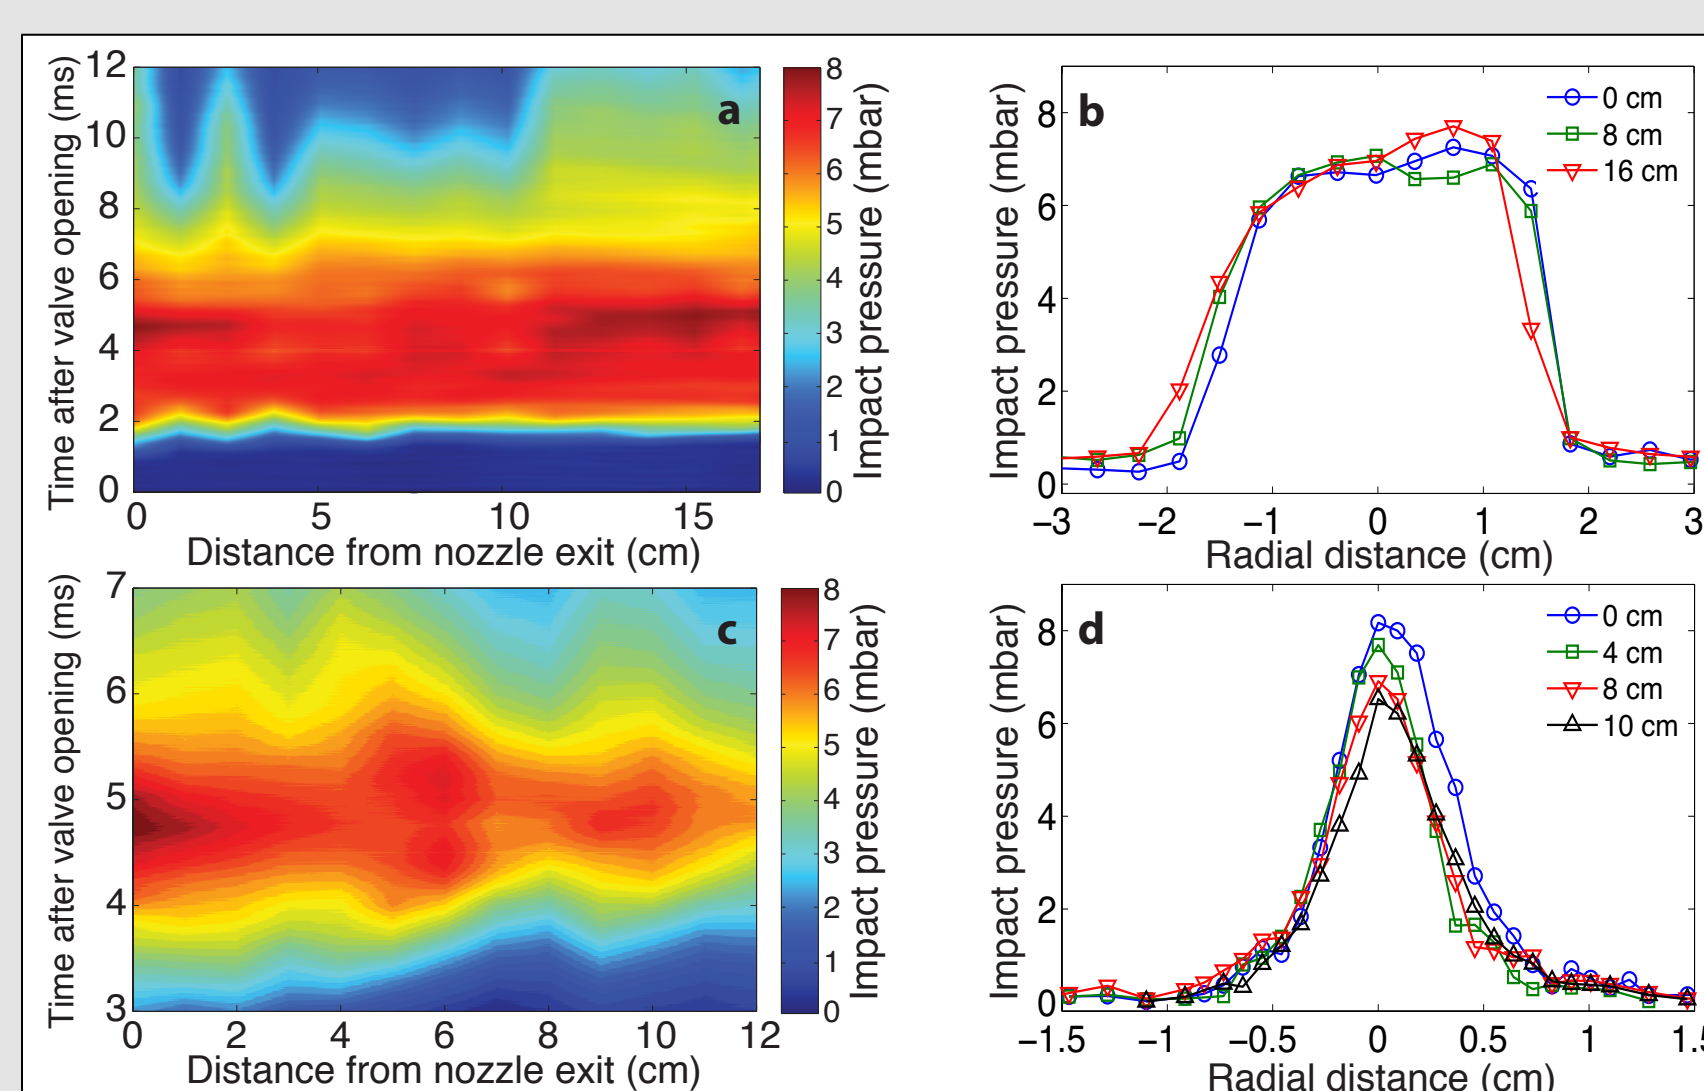 a
12
10
8
6
4
2
0
Time after valve opening (ms)
0 5 10 15
Distance from nozzle exit (cm)
8
7
6
5
4
3
2
1
0
Impact pressure (mbar)
b
8
6
4
2
0
Impact pressure (mbar)
0 cm
8 cm
16 cm
−3 −2 −1 0 1 2 3
Radial distance (cm)
c
7
6
5
4
3
Time after valve opening (ms)
0 2 4 6 8 10 12
Distance from nozzle exit (cm)
8
7
6
5
4
3
2
1
0
Impact pressure (mbar)
d
8
6
4
2
0
Impact pressure (mbar)
0 cm
4 cm
8 cm
10 cm
−1.5 −1 −0.5 0 0.5 1 1.5
Radial distance (cm)